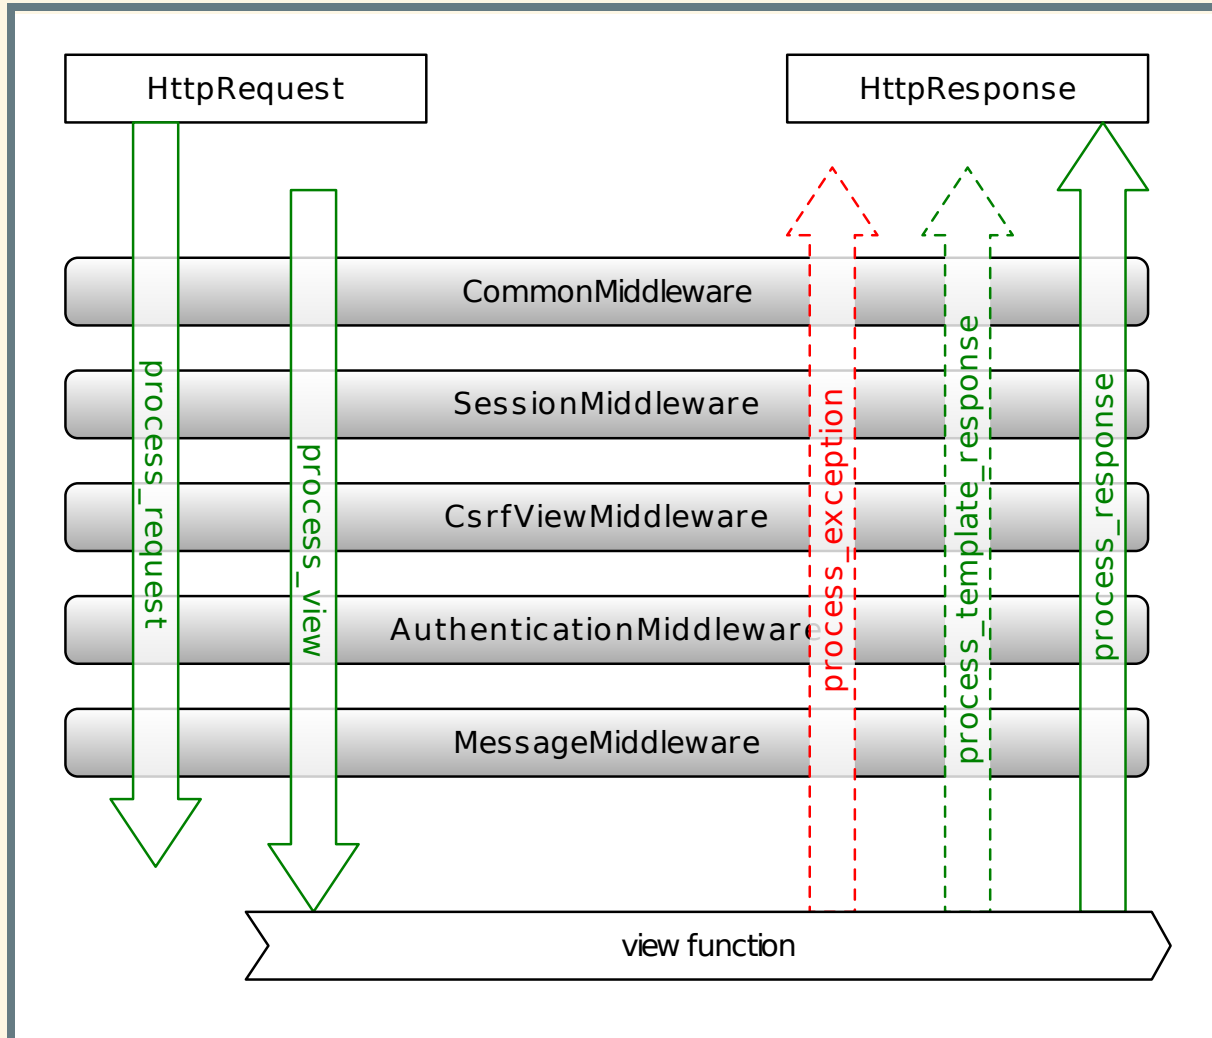 HttpRequest
HttpResponse
CommonMiddleware
SessionMiddleware
CsrfViewMiddleware
AuthenticationMiddleware
MessageMiddleware
process_request
process_view
process_exception
process_template_response
process_response
view function